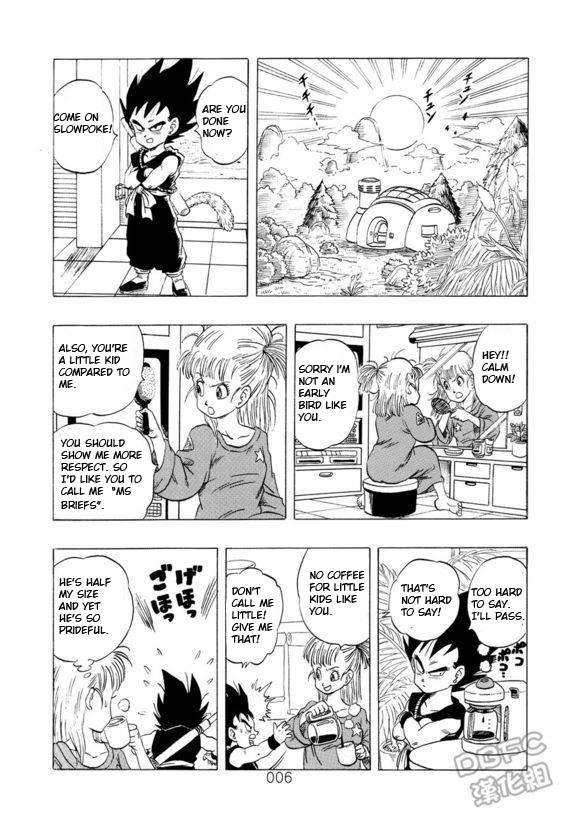 チチチ
チュン
チュン
ARE YOU
DONE
NOW?
COME ON
SLOWPOKE!
HEY!!
CALM
DOWN!
SORRY I'M
NOT AN
EARLY
BIRD LIKE
YOU.
ALSO, YOU'RE
A LITTLE KID
COMPARED TO
ME.
YOU SHOULD
SHOW ME MORE
RESPECT. SO
I'D LIKE YOU TO
CALL ME "MS
BRIEFS".
TOO HARD
TO SAY.
I'LL PASS.
THAT'S
NOT HARD
TO SAY!
NO COFFEE
FOR LITTLE
KIDS LIKE
YOU.
DON'T
CALL ME
LITTLE!
GIVE ME
THAT!
げほっ
ごほっ
HE'S HALF
MY SIZE
AND YET
HE'S SO
PRIDEFUL.
006
DBFC
漢化組